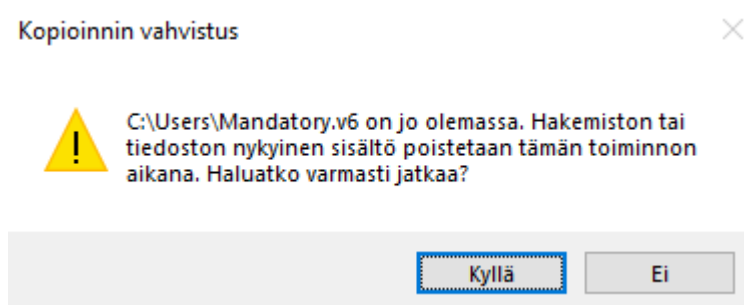 Kopioinnin vahvistus
C:\Users\Mandatory.v6 on jo olemassa. Hakemiston tai
tiedoston nykyinen sisältö poistetaan tämän toiminnon
aikana. Haluatko varmasti jatkaa?
Kyllä
Ei